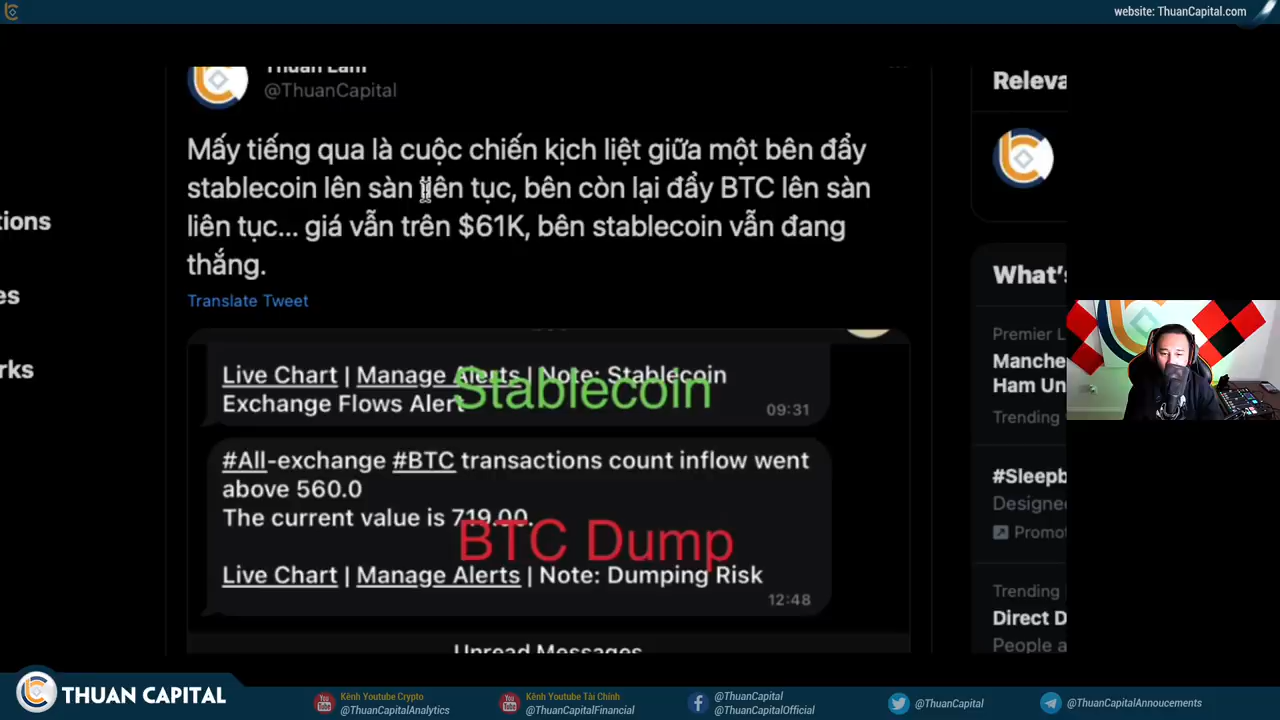 website: ThuanCapital.com
Thuan Lam
@ThuanCapital
Mấy tiếng qua là cuộc chiến kịch liệt giữa một bên đẩy
stablecoin lên sàn liên tục, bên còn lại đẩy BTC lên sàn
liên tục... giá vẫn trên $61K, bên stablecoin vẫn đang
thắng.
Translate Tweet
Live Chart | Manage Alerts | Note: Stablecoin
Exchange Flows Alert
Stablecoin
09:31
#All-exchange #BTC transactions count inflow went
above 560.0
The current value is 719.00.
BTC Dump
Live Chart | Manage Alerts | Note: Dumping Risk
12:48
Unread Messages
tions
es
rks
Releva
What's
Premier L
Manche
Ham Un
Trending
#Sleepb
Designe
Promot
Trending
Direct D
People a
THUAN CAPITAL
Kênh Youtube Crypto
@ThuanCapitalAnalytics
Kênh Youtube Tài Chính
@ThuanCapitalFinancial
@ThuanCapital
@ThuanCapitalOfficial
@ThuanCapital
@ThuanCapitalAnnoucements